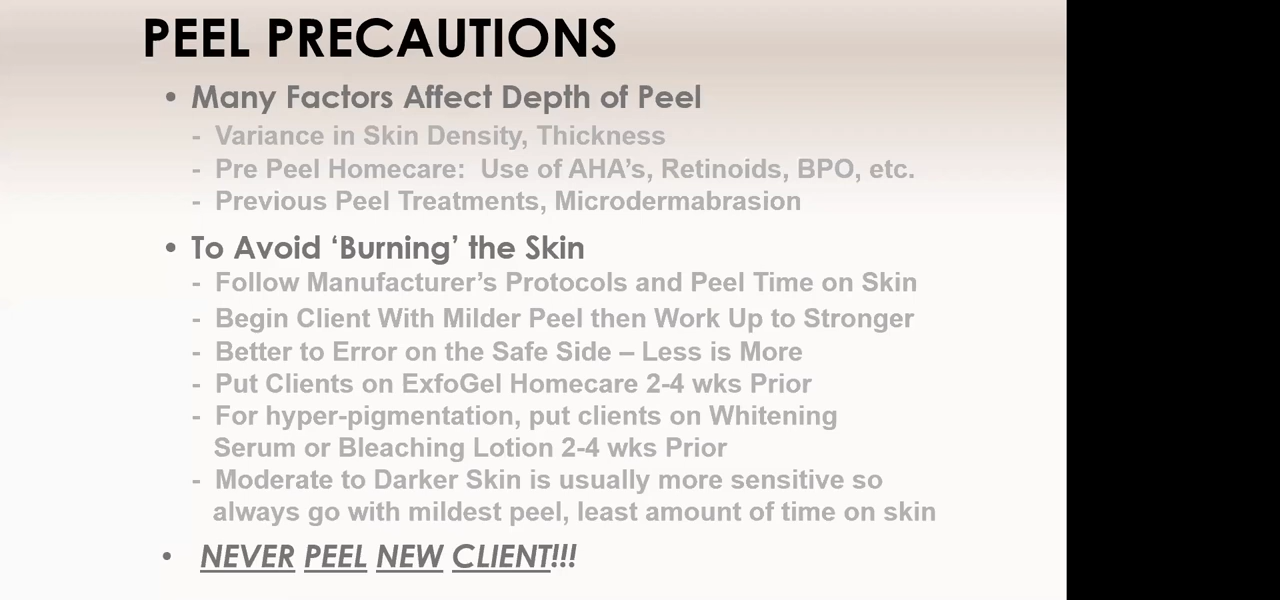 PEEL PRECAUTIONS
• Many Factors Affect Depth of Peel
- Variance in Skin Density, Thickness
- Pre Peel Homecare:  Use of AHA’s, Retinoids, BPO, etc.
- Previous Peel Treatments, Microdermabrasion
• To Avoid ‘Burning’ the Skin
- Follow Manufacturer’s Protocols and Peel Time on Skin
- Begin Client With Milder Peel then Work Up to Stronger
- Better to Error on the Safe Side – Less is More
- Put Clients on ExfoGel Homecare 2-4 wks Prior
- For hyper-pigmentation, put clients on Whitening
Serum or Bleaching Lotion 2-4 wks Prior
- Moderate to Darker Skin is usually more sensitive so
always go with mildest peel, least amount of time on skin
• NEVER PEEL NEW CLIENT!!!